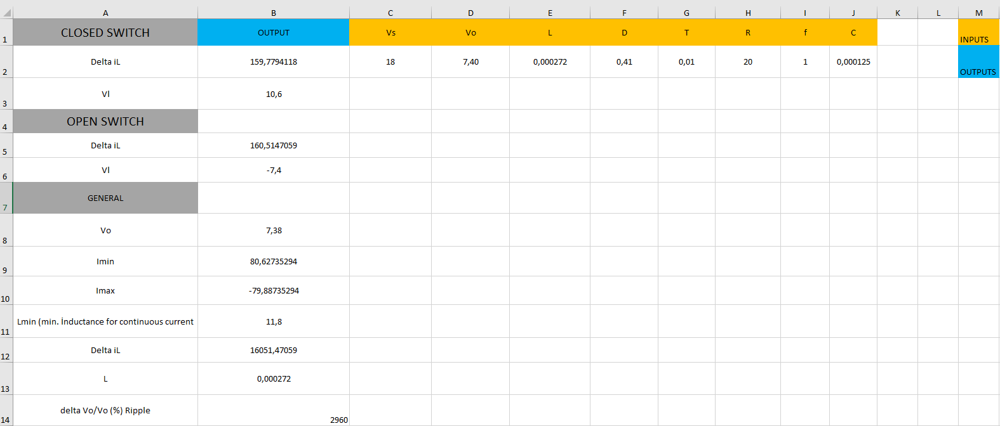 A B C D E F G H I J K L M
1 CLOSED SWITCH OUTPUT Vs Vo L D T R f C INPUTS
2 Delta iL 159,7794118 18 7,40 0,000272 0,41 0,01 20 1 0,000125 OUTPUTS
3 Vl 10,6
4 OPEN SWITCH
5 Delta iL 160,5147059
6 Vl -7,4
7 GENERAL
8 Vo 7,38
9 Imin 80,62735294
10 Imax -79,88735294
11 Lmin (min. İnductance for continuous current 11,8
12 Delta iL 16051,47059
13 L 0,000272
14 delta Vo/Vo (%) Ripple 2960